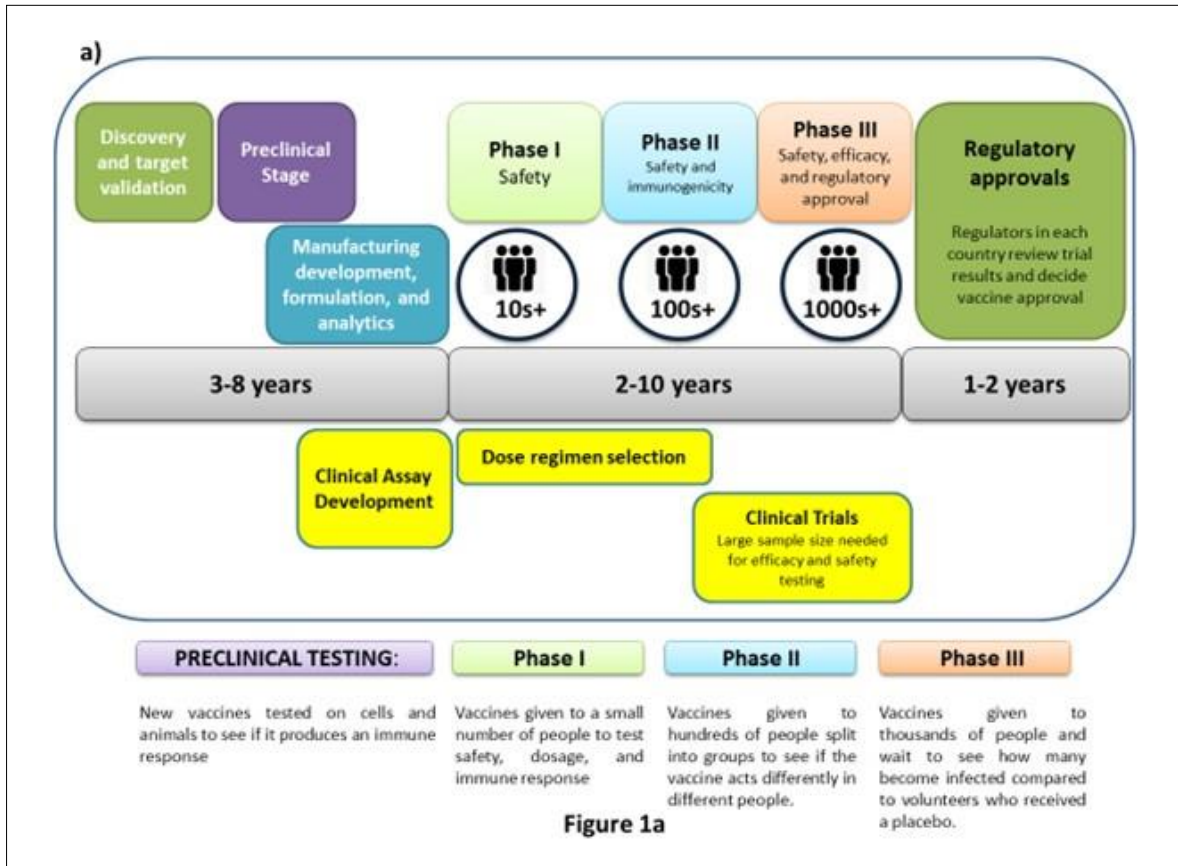 a)
Discovery
and target
validation
Preclinical
Stage
Manufacturing
development,
formulation, and
analytics
Phase I
Safety
10s+
Phase II
Safety and
immunogenicity
100s+
Phase III
Safety, efficacy,
and regulatory
approval
1000s+
Regulatory
approvals
Regulators in each
country review trial
results and decide
vaccine approval
3-8 years
2-10 years
1-2 years
Clinical Assay
Development
Dose regimen selection
Clinical Trials
Large sample size needed
for efficacy and safety
testing
PRECLINICAL TESTING:
New vaccines tested on cells and
animals to see if it produces an immune
response
Phase I
Vaccines given to a small
number of people to test
safety, dosage, and
immune response
Phase II
Vaccines given to
hundreds of people split
into groups to see if the
vaccine acts differently in
different people.
Phase III
Vaccines given to
thousands of people and
wait to see how many
become infected compared
to volunteers who received
a placebo.
Figure 1a